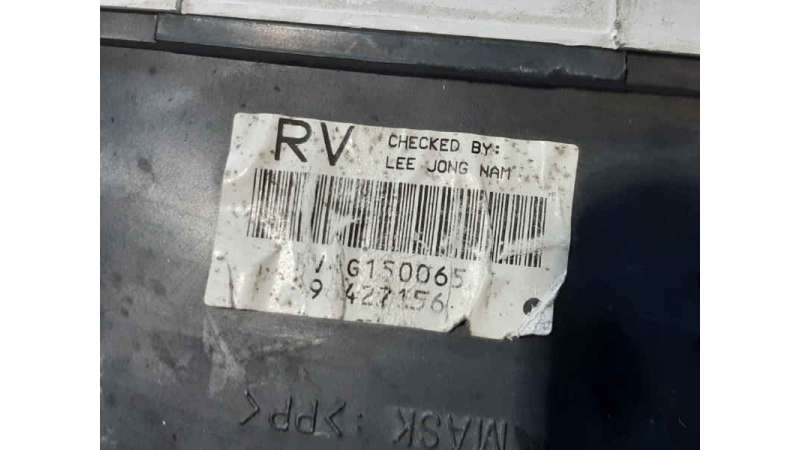 RV
CHECKED BY:
LEE JONG NAM
G150065
9 427156
MASK : >PP<